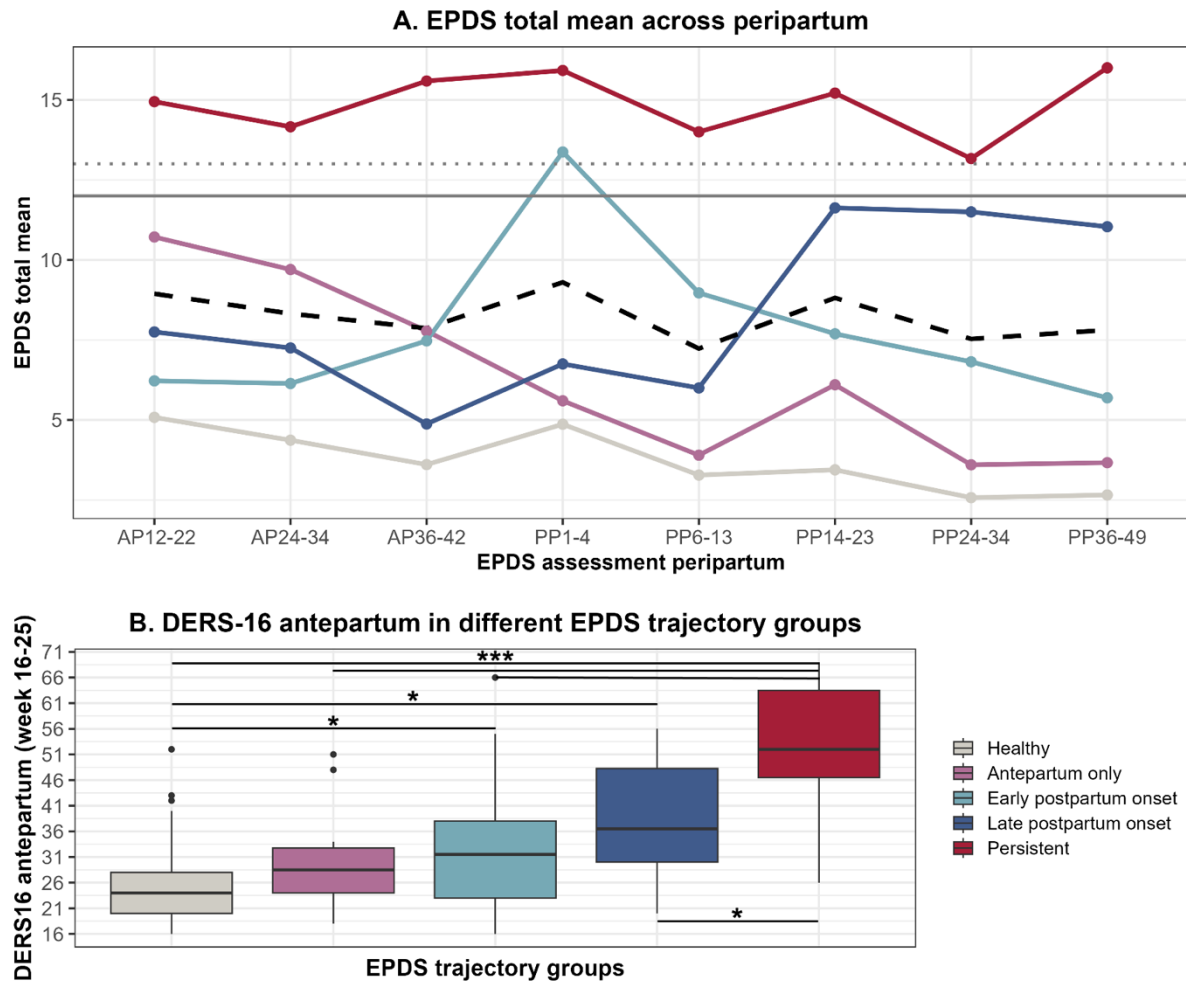 A. EPDS total mean across peripartum
EPDS total mean
15
10
5
AP12-22 AP24-34 AP36-42 PP1-4 PP6-13 PP14-23 PP24-34 PP36-49
EPDS assessment peripartum
B. DERS-16 antepartum in different EPDS trajectory groups
DERS16 antepartum (week 16-25)
71
66
61
56
51
46
41
36
31
26
21
16
***
*
*
*
EPDS trajectory groups
Healthy
Antepartum only
Early postpartum onset
Late postpartum onset
Persistent